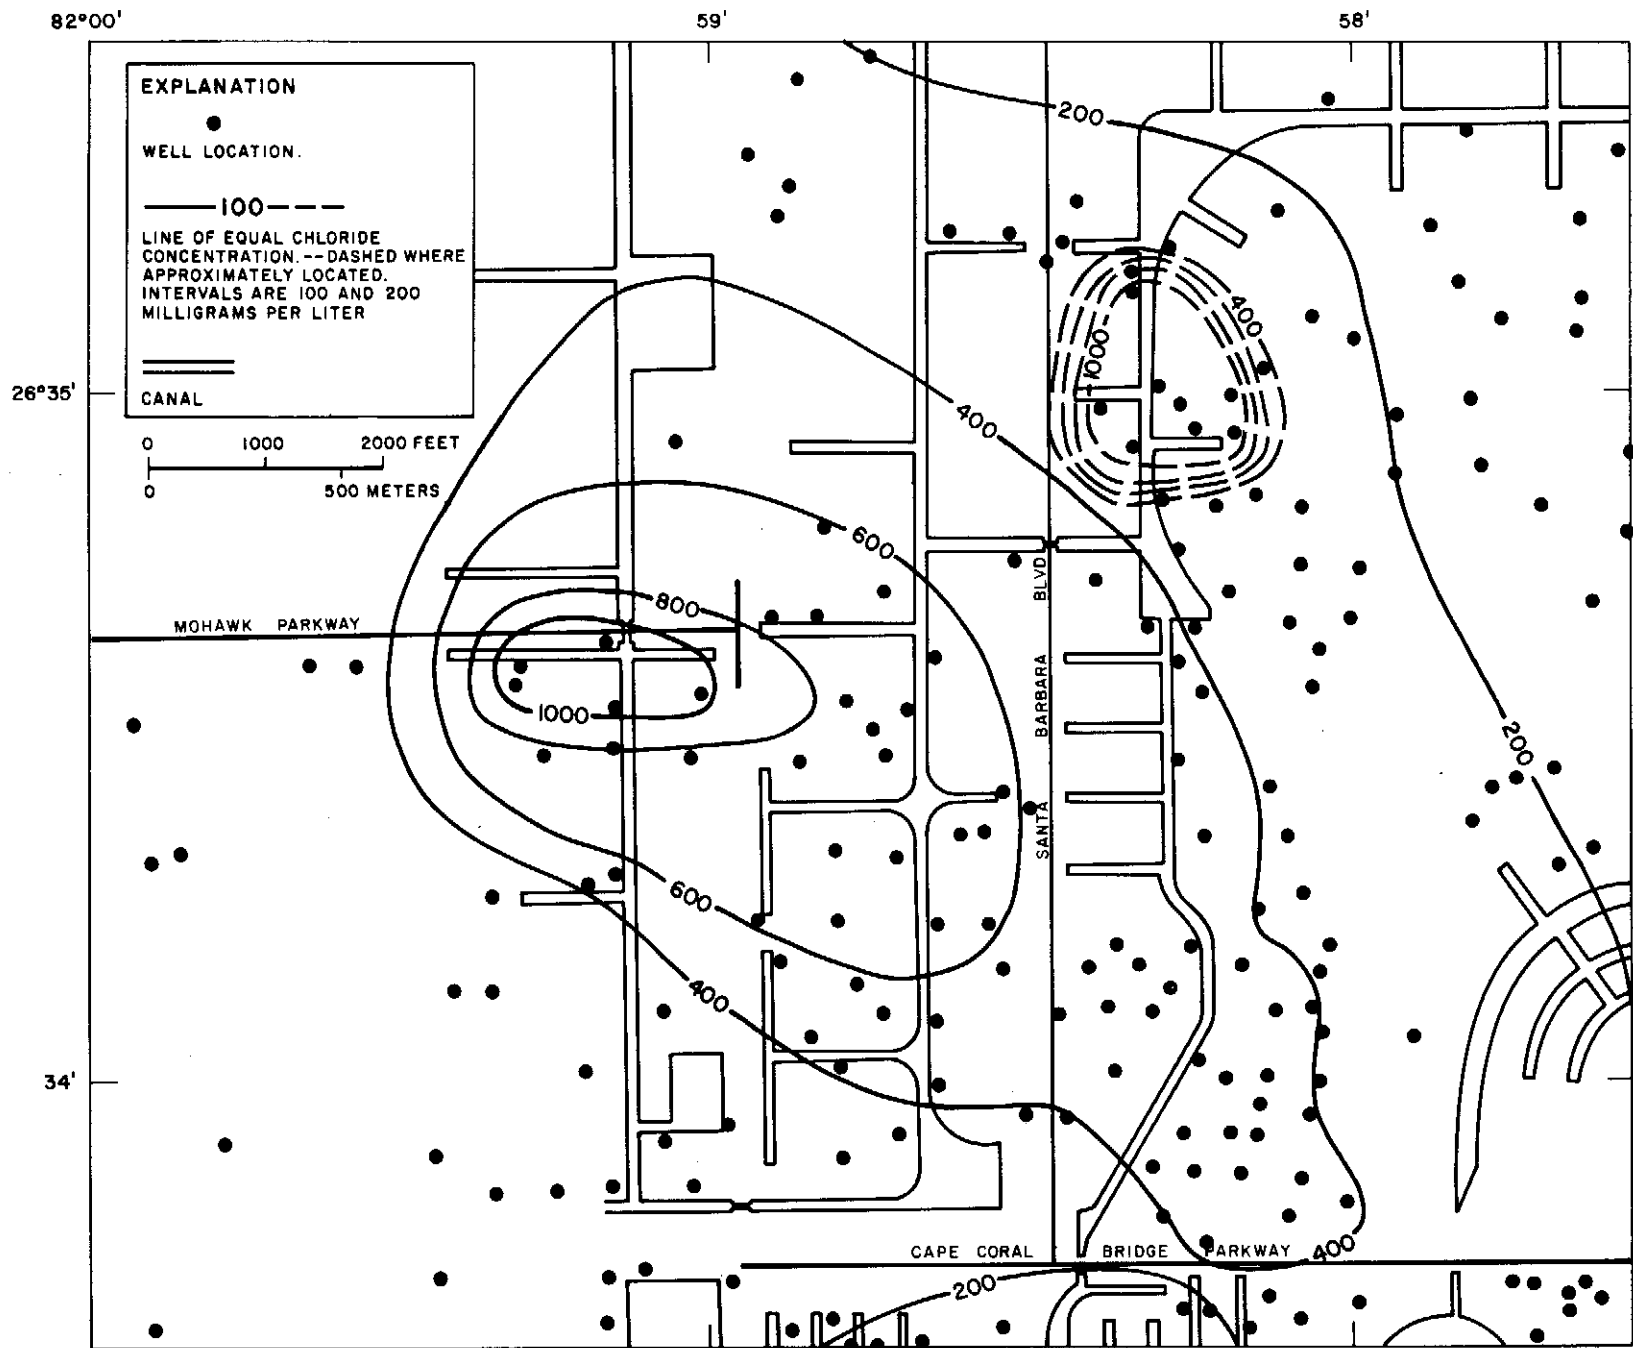 82°00'
59'
58'
EXPLANATION
WELL LOCATION.
100
LINE OF EQUAL CHLORIDE
CONCENTRATION.--DASHED WHERE
APPROXIMATELY LOCATED.
INTERVALS ARE 100 AND 200
MILLIGRAMS PER LITER
CANAL
26°35'
0 1000 2000 FEET
0 500 METERS
200
400
1000
400
600
800
MOHAWK PARKWAY
1000
SANTA BARBARA BLVD
200
600
400
34'
CAPE CORAL BRIDGE PARKWAY
400
200